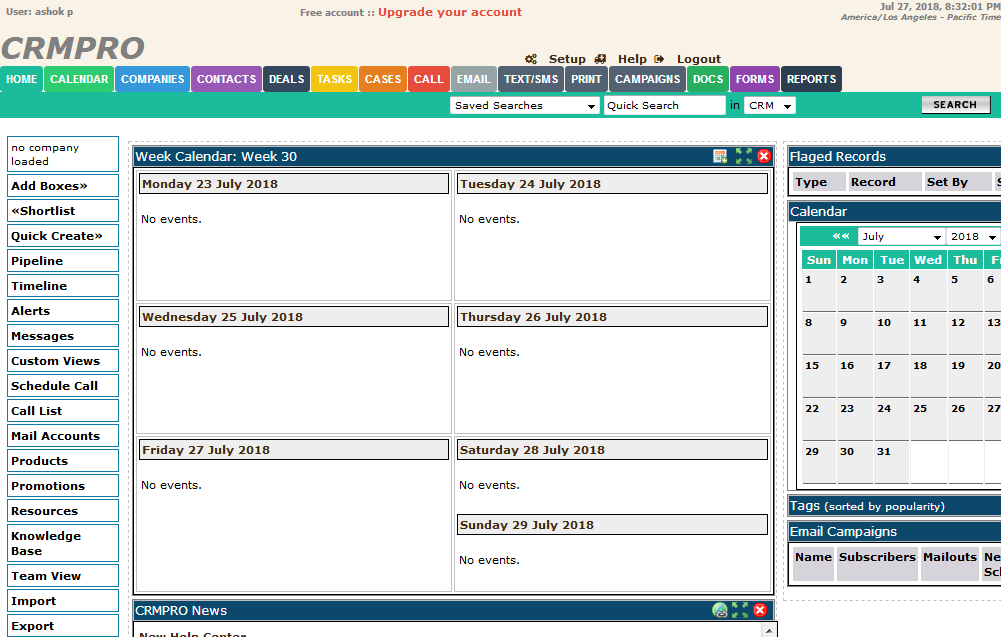 User: ashok p
Free account :: Upgrade your account
Jul 27, 2018, 8:32:01 PM
America/Los Angeles - Pacific Time
CRMPRO
Setup Help Logout
HOME CALENDAR COMPANIES CONTACTS DEALS TASKS CASES CALL EMAIL TEXT/SMS PRINT CAMPAIGNS DOCS FORMS REPORTS
Saved Searches Quick Search in CRM SEARCH
no company
loaded
Add Boxes»
«Shortlist
Quick Create»
Pipeline
Timeline
Alerts
Messages
Custom Views
Schedule Call
Call List
Mail Accounts
Products
Promotions
Resources
Knowledge
Base
Team View
Import
Export
Week Calendar: Week 30
Monday 23 July 2018
No events.
Tuesday 24 July 2018
No events.
Wednesday 25 July 2018
No events.
Thursday 26 July 2018
No events.
Friday 27 July 2018
No events.
Saturday 28 July 2018
No events.
Sunday 29 July 2018
No events.
CRMPRO News
New Help Center
Flaged Records
Type Record Set By
Calendar
«« July 2018
Sun Mon Tue Wed Thu
1 2 3 4 5 6
8 9 10 11 12 13
15 16 17 18 19 20
22 23 24 25 26 27
29 30 31
Tags (sorted by popularity)
Email Campaigns
Name Subscribers Mailouts